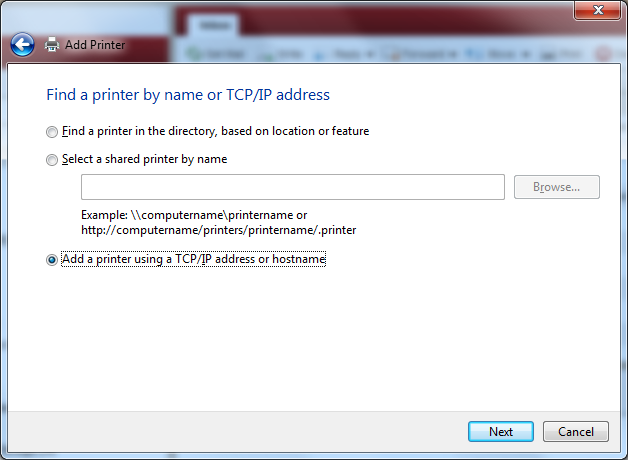 Add Printer
Find a printer by name or TCP/IP address
Find a printer in the directory, based on location or feature
Select a shared printer by name
Browse...
Example: \\computername\printername or
http://computername/printers/printername/.printer
Add a printer using a TCP/IP address or hostname
Next
Cancel